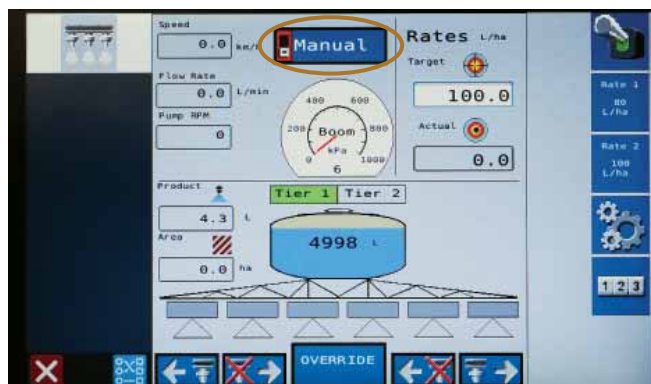 Speed
0.0 km/h
Manual
Rates L/ha
Target
100.0
Flow Rate
0.0 L/min
Pump RPM
0
400 600
200 Boom 800
kPa
0 1000
6
Actual
0.0
Rate 1
80
L/ha
Rate 2
100
L/ha
Product
4.3 L
Tier 1 Tier 2
4998 L
Area
0.0 ha
1 2 3
OVERRIDE